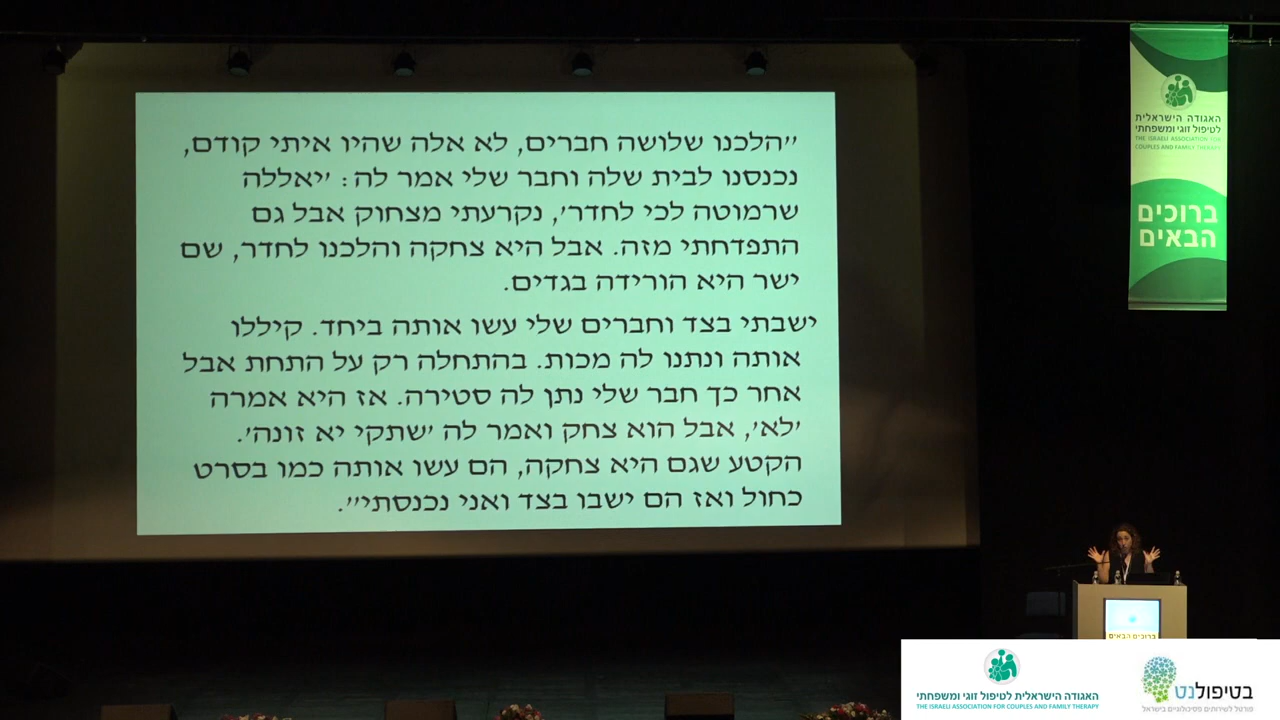 ״הלכנו שלושה חברים, לא אלה שהיו איתי קודם,
נכנסנו לבית שלה וחבר שלי אמר לה: ׳יאללה
שרמוטה לכי לחדר׳, נקרעתי מצחוק אבל גם
התפדחתי מזה. אבל היא צחקה והלכנו לחדר, שם
ישר היא הורידה בגדים.
ישבתי בצד וחברים שלי עשו אותה ביחד. קיללו
אותה ונתנו לה מכות. בהתחלה רק על התחת אבל
אחר כך חבר שלי נתן לה סטירה. אז היא אמרה
׳לא׳, אבל הוא צחק ואמר לה ׳שתקי יא זונה׳.
הקטע שגם היא צחקה, הם עשו אותה כמו בסרט
כחול ואז הם ישבו בצד ואני נכנסתי״.
האגודה הישראלית
לטיפול זוגי ומשפחתי
THE ISRAELI ASSOCIATION FOR
COUPLES AND FAMILY THERAPY
ברוכים
הבאים
ברוכים הבאים
האגודה הישראלית לטיפול זוגי ומשפחתי
THE ISRAELI ASSOCIATION FOR COUPLES AND FAMILY THERAPY
בטיפולנט
פורטל לשירותים פסיכולוגיים בישראל